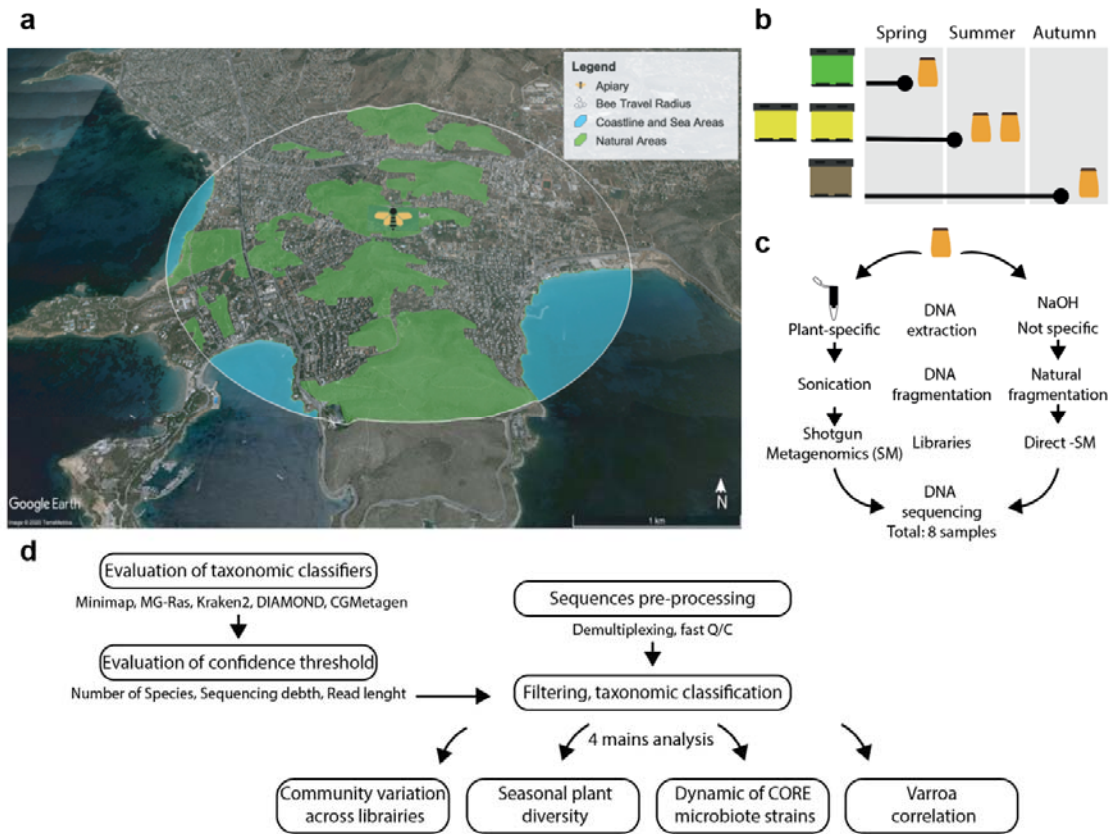 a
Legend
Apiary
Bee Travel Radius
Coastline and Sea Areas
Natural Areas
Google Earth
Image © 2020 TerraMetrics
N
1 km
b
Spring Summer Autumn
c
Plant-specific
DNA
extraction
NaOH
Not specific
Sonication
DNA
fragmentation
Natural
fragmentation
Shotgun
Metagenomics (SM)
Libraries
Direct -SM
DNA
sequencing
Total: 8 samples
d
Evaluation of taxonomic classifiers
Minimap, MG-Ras, Kraken2, DIAMOND, CGMetagen
Evaluation of confidence threshold
Number of Species, Sequencing debth, Read lenght
Sequences pre-processing
Demultiplexing, fast Q/C
Filtering, taxonomic classification
4 mains analysis
Community variation
across librairies
Seasonal plant
diversity
Dynamic of CORE
microbiote strains
Varroa
correlation